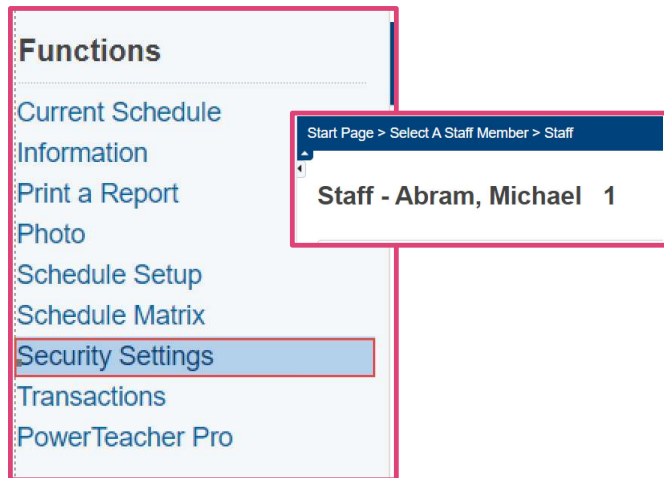 Functions
Current Schedule
Information
Print a Report
Photo
Schedule Setup
Schedule Matrix
Security Settings
Transactions
PowerTeacher Pro
Start Page > Select A Staff Member > Staff
Staff - Abram, Michael 1